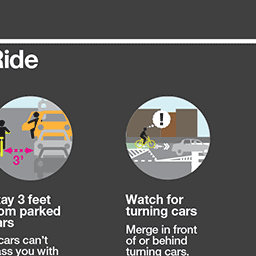 Ride
3'
!
tay 3 feet
om parked
ars
cars can't
ass you with
Watch for
turning cars
Merge in front
of or behind
turning cars.